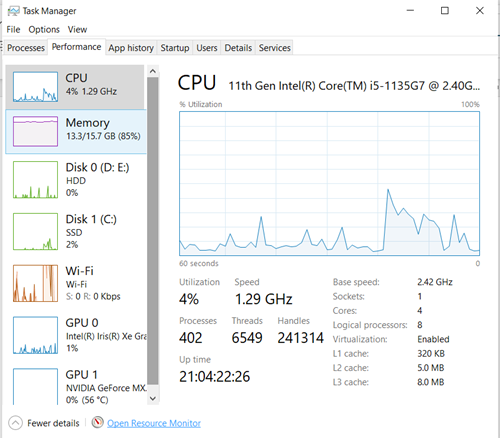 Task Manager
File Options View
Processes Performance App history Startup Users Details Services
CPU
4% 1.29 GHz
Memory
13.3/15.7 GB (85%)
Disk 0 (D: E:)
HDD
0%
Disk 1 (C:)
SSD
2%
Wi-Fi
Wi-Fi
S: 0 R: 0 Kbps
GPU 0
Intel(R) Iris(R) Xe Gra
1%
GPU 1
NVIDIA GeForce MX.
0% (56 °C)
CPU 11th Gen Intel(R) Core(TM) i5-1135G7 @ 2.40G...
% Utilization 100%
60 seconds 0
Utilization Speed
4% 1.29 GHz
Processes Threads Handles
402 6549 241314
Up time
21:04:22:26
Base speed: 2.42 GHz
Sockets: 1
Cores: 4
Logical processors: 8
Virtualization: Enabled
L1 cache: 320 KB
L2 cache: 5.0 MB
L3 cache: 8.0 MB
Fewer details Open Resource Monitor